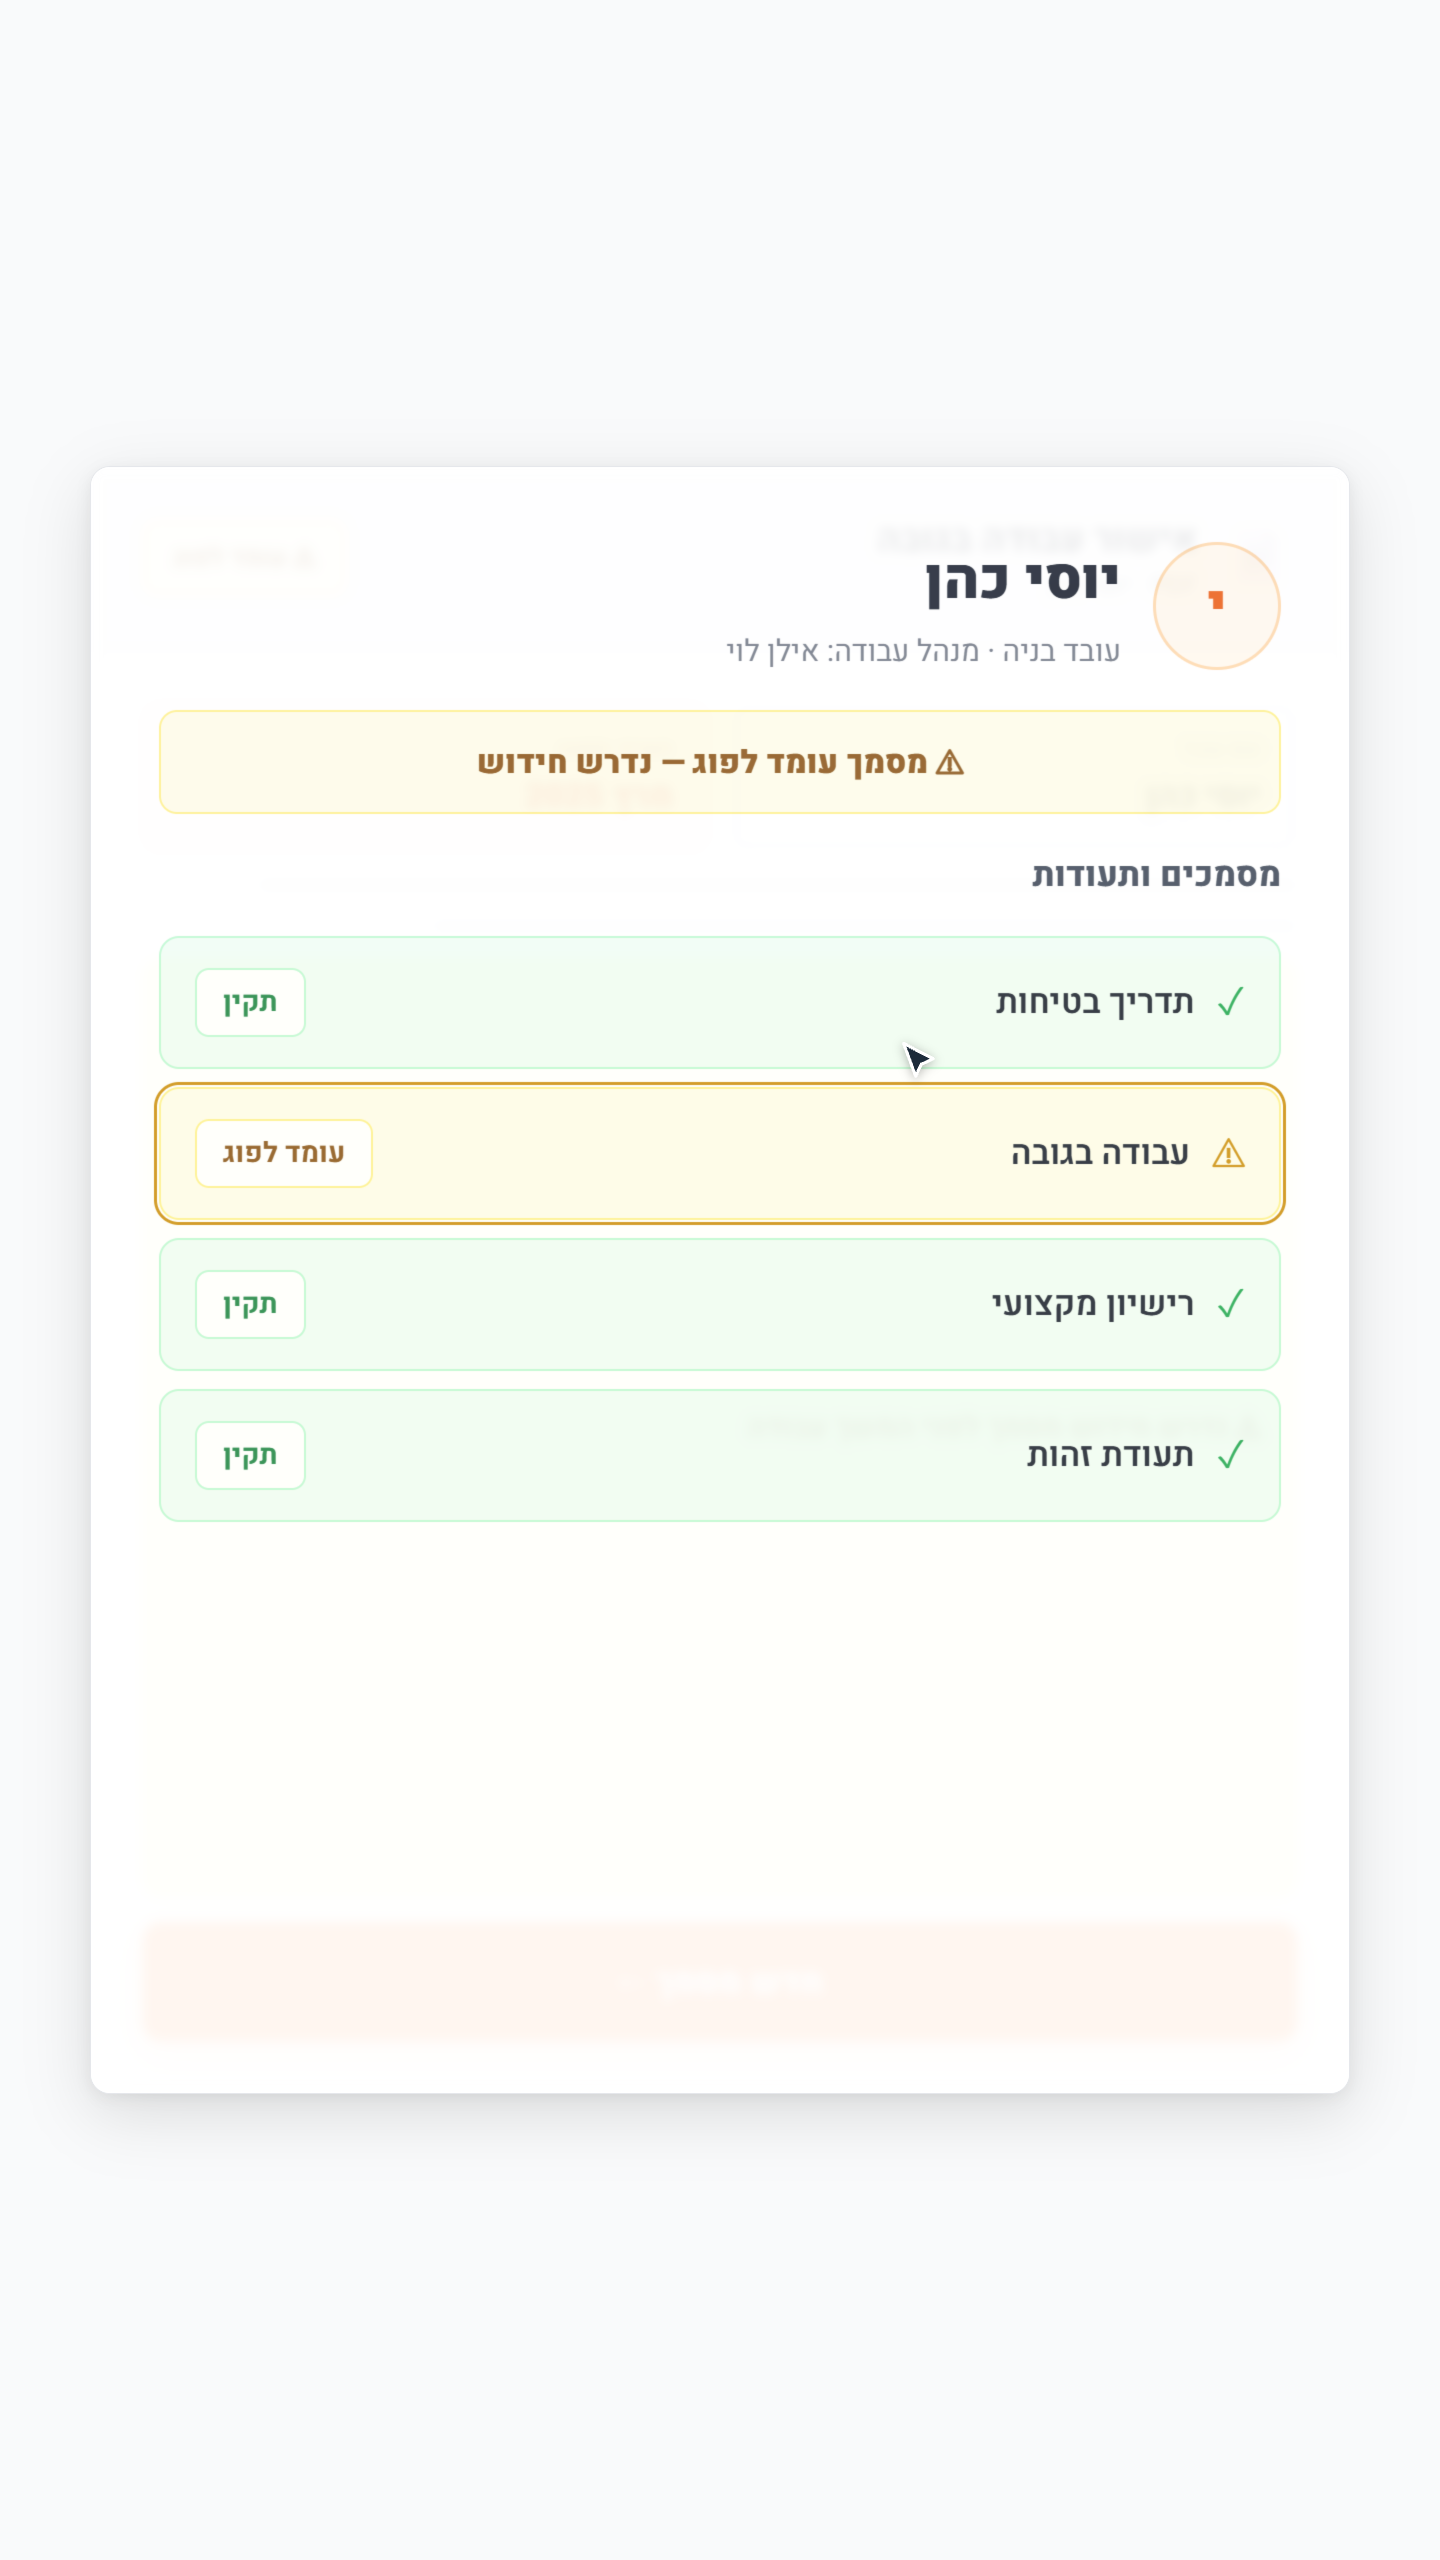 י
יוסי כהן
עובד בניה · מנהל עבודה: אילן לוי
⚠ מסמך עומד לפוג – נדרש חידוש
מסמכים ותעודות
✓ תדריך בטיחות תקין
⚠ עבודה בגובה עומד לפוג
✓ רישיון מקצועי תקין
✓ תעודת זהות תקין